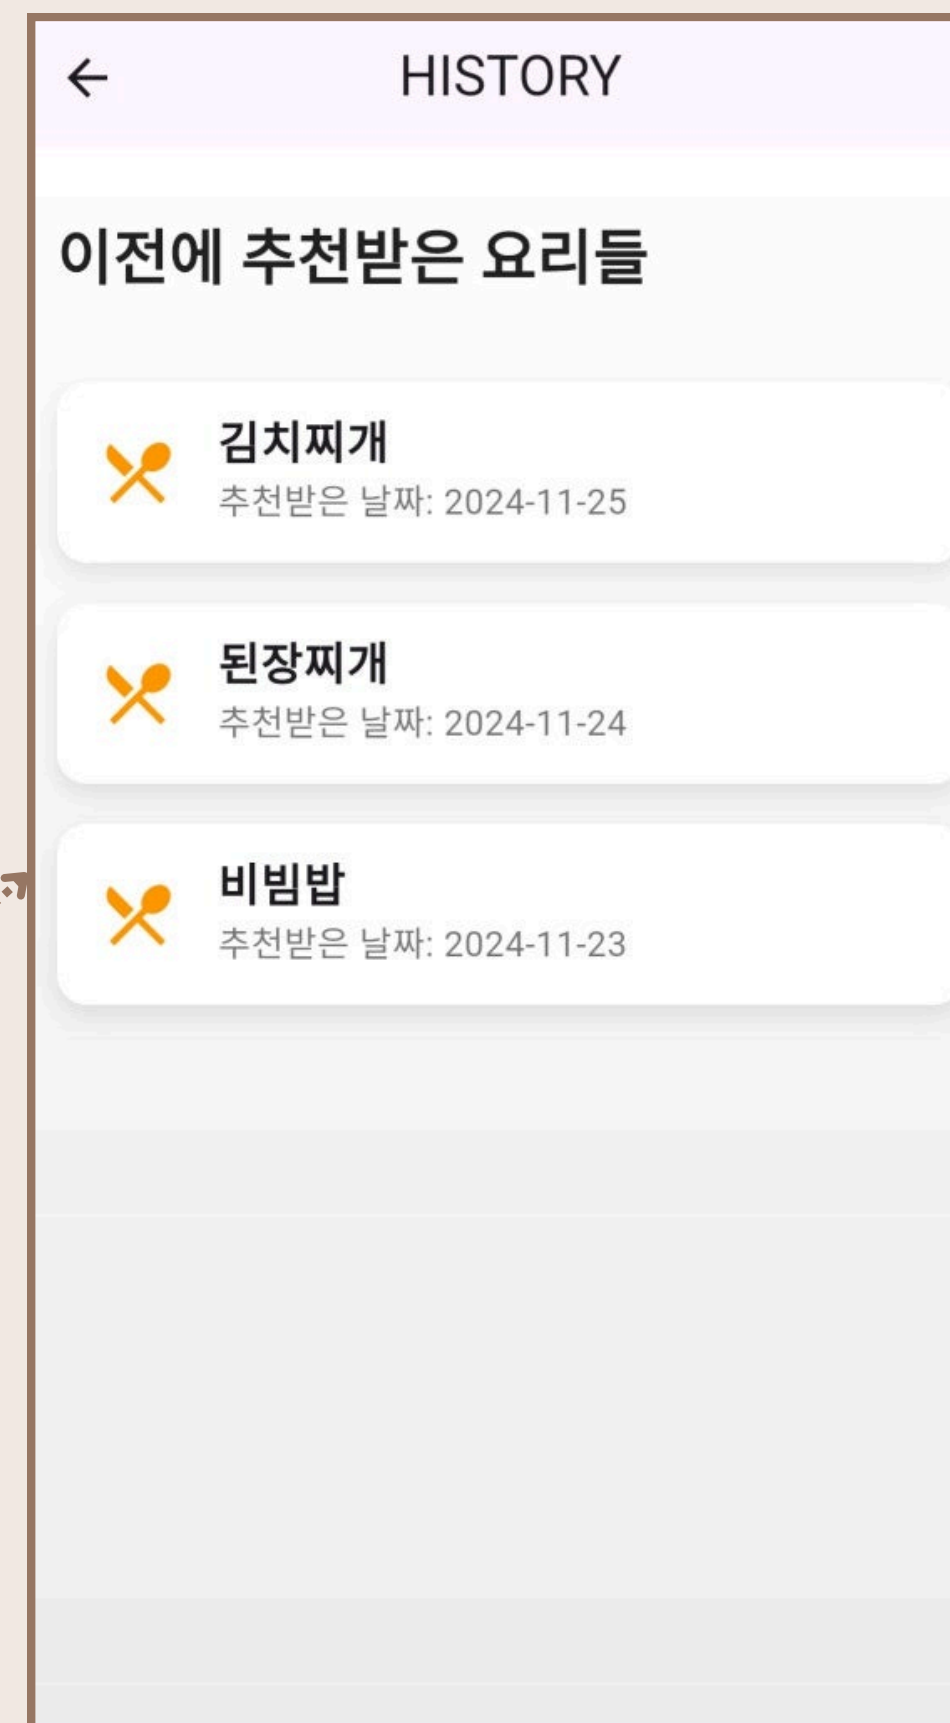 HISTORY
이전에 추천받은 요리들
김치찌개
추천받은 날짜: 2024-11-25
된장찌개
추천받은 날짜: 2024-11-24
비빔밥
추천받은 날짜: 2024-11-23